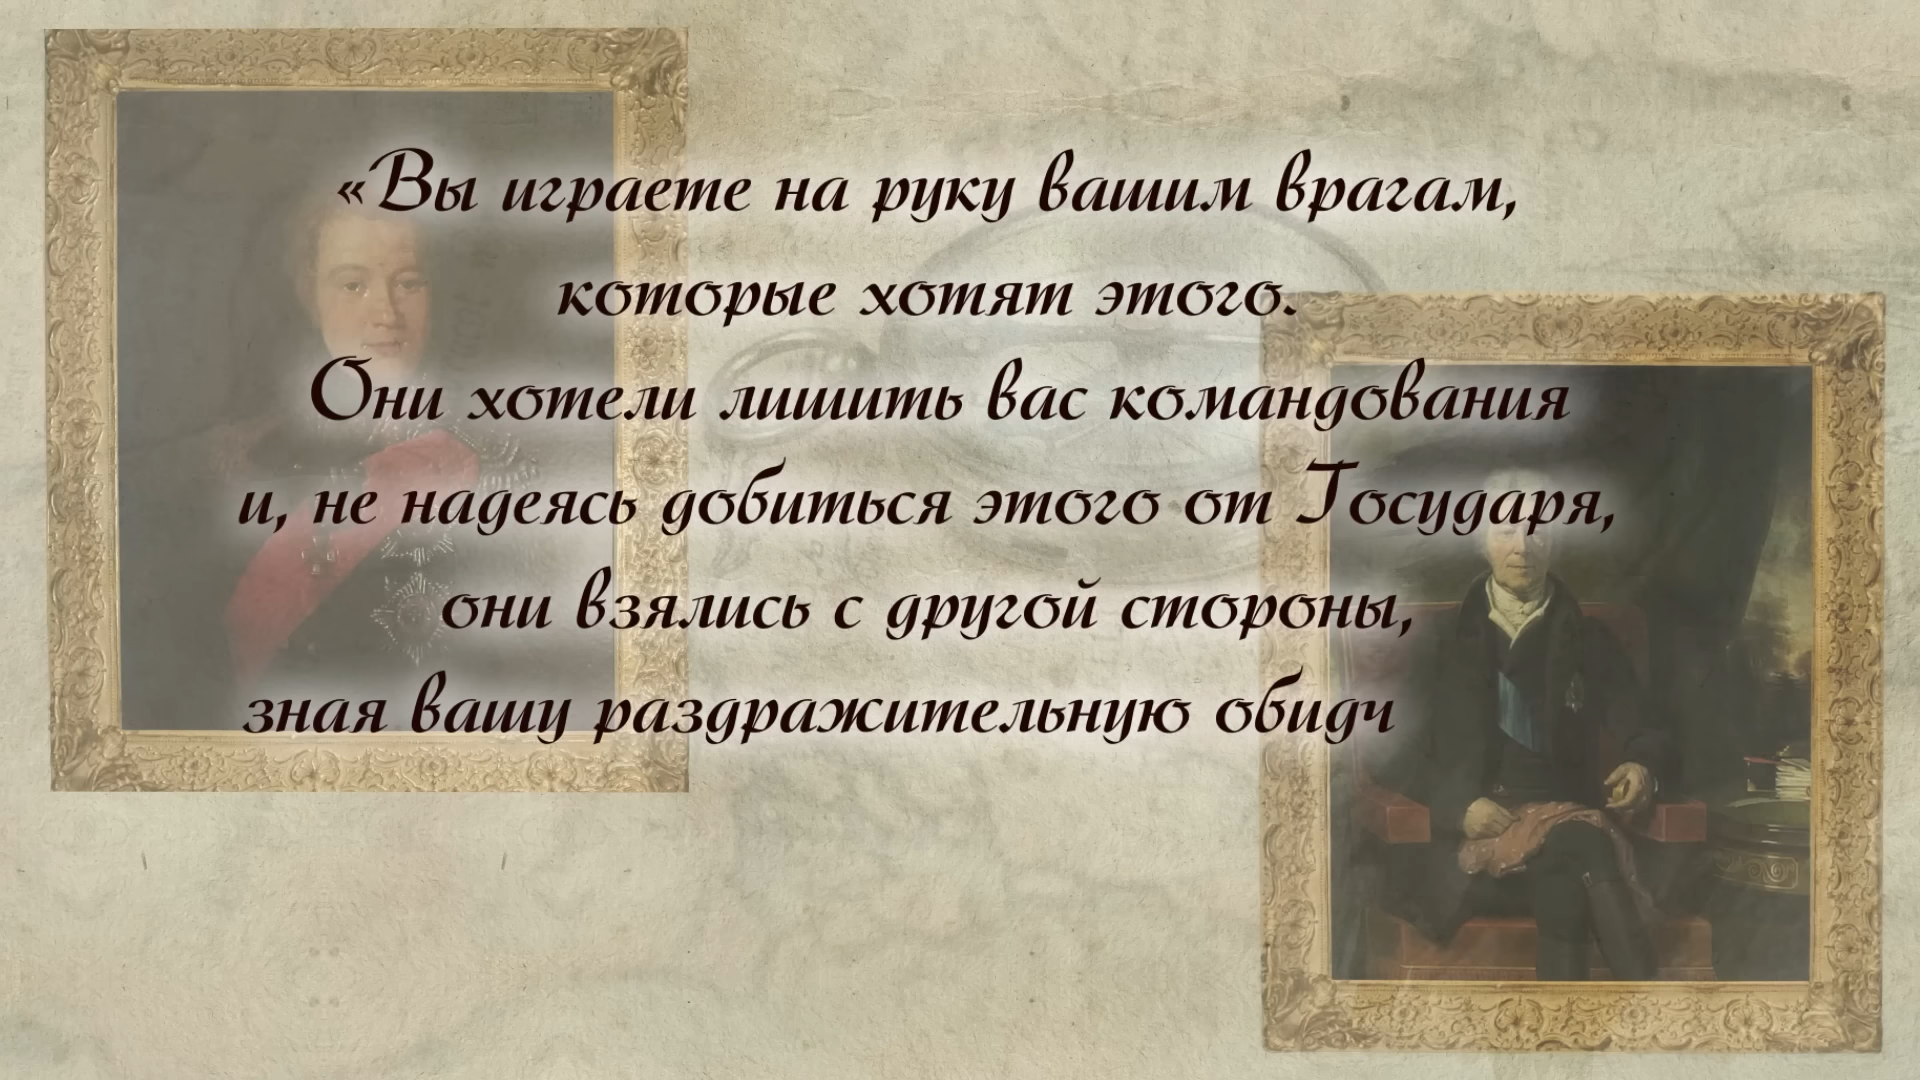 «Вы играете на руку вашим врагам,
которые хотят этого.
Они хотели лишить вас командования
и, не надеясь добиться этого от Государя,
они взялись с другой стороны,
зная вашу раздражительную обидч